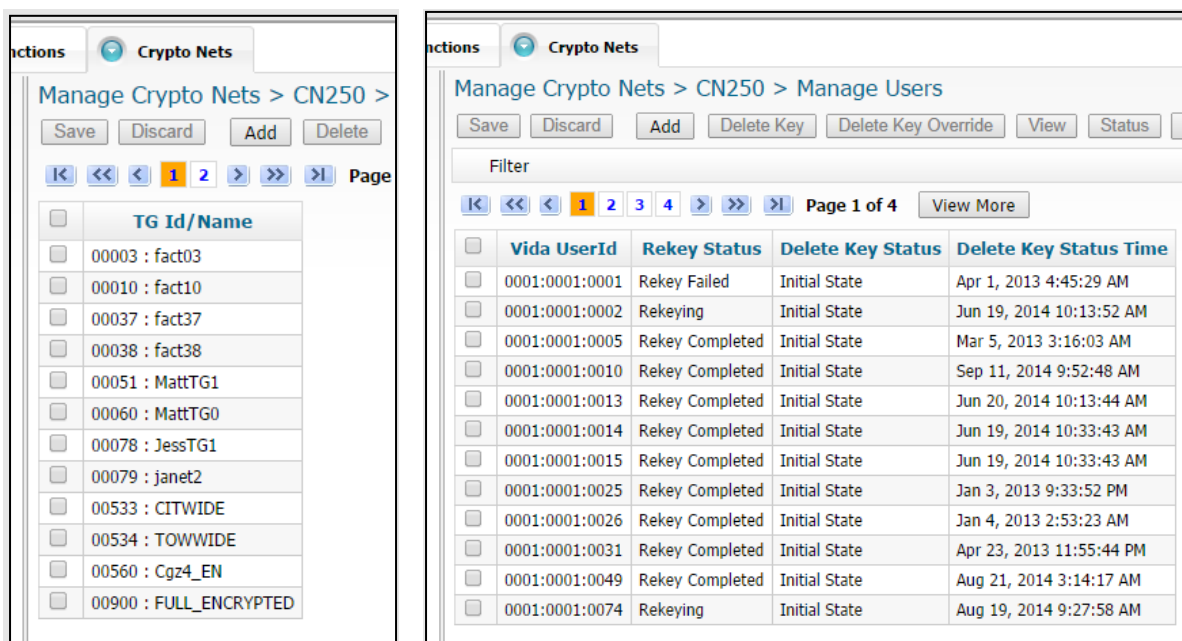 nctions Crypto Nets
Manage Crypto Nets > CN250 >
Save Discard Add Delete
|< << < 1 2 > >> >| Page
TG Id/Name
00003 : fact03
00010 : fact10
00037 : fact37
00038 : fact38
00051 : MattTG1
00060 : MattTG0
00078 : JessTG1
00079 : janet2
00533 : CITWIDE
00534 : TOWWIDE
00560 : Cgz4_EN
00900 : FULL_ENCRYPTED
nctions Crypto Nets
Manage Crypto Nets > CN250 > Manage Users
Save Discard Add Delete Key Delete Key Override View Status
Filter
|< << < 1 2 3 4 > >> >| Page 1 of 4 View More
Vida UserId Rekey Status Delete Key Status Delete Key Status Time
0001:0001:0001 Rekey Failed Initial State Apr 1, 2013 4:45:29 AM
0001:0001:0002 Rekeying Initial State Jun 19, 2014 10:13:52 AM
0001:0001:0005 Rekey Completed Initial State Mar 5, 2013 3:16:03 AM
0001:0001:0010 Rekey Completed Initial State Sep 11, 2014 9:52:48 AM
0001:0001:0013 Rekey Completed Initial State Jun 20, 2014 10:13:44 AM
0001:0001:0014 Rekey Completed Initial State Jun 19, 2014 10:33:43 AM
0001:0001:0015 Rekey Completed Initial State Jun 19, 2014 10:33:43 AM
0001:0001:0025 Rekey Completed Initial State Jan 3, 2013 9:33:52 PM
0001:0001:0026 Rekey Completed Initial State Jan 4, 2013 2:53:23 AM
0001:0001:0031 Rekey Completed Initial State Apr 23, 2013 11:55:44 PM
0001:0001:0049 Rekey Completed Initial State Aug 21, 2014 3:14:17 AM
0001:0001:0074 Rekeying Initial State Aug 19, 2014 9:27:58 AM